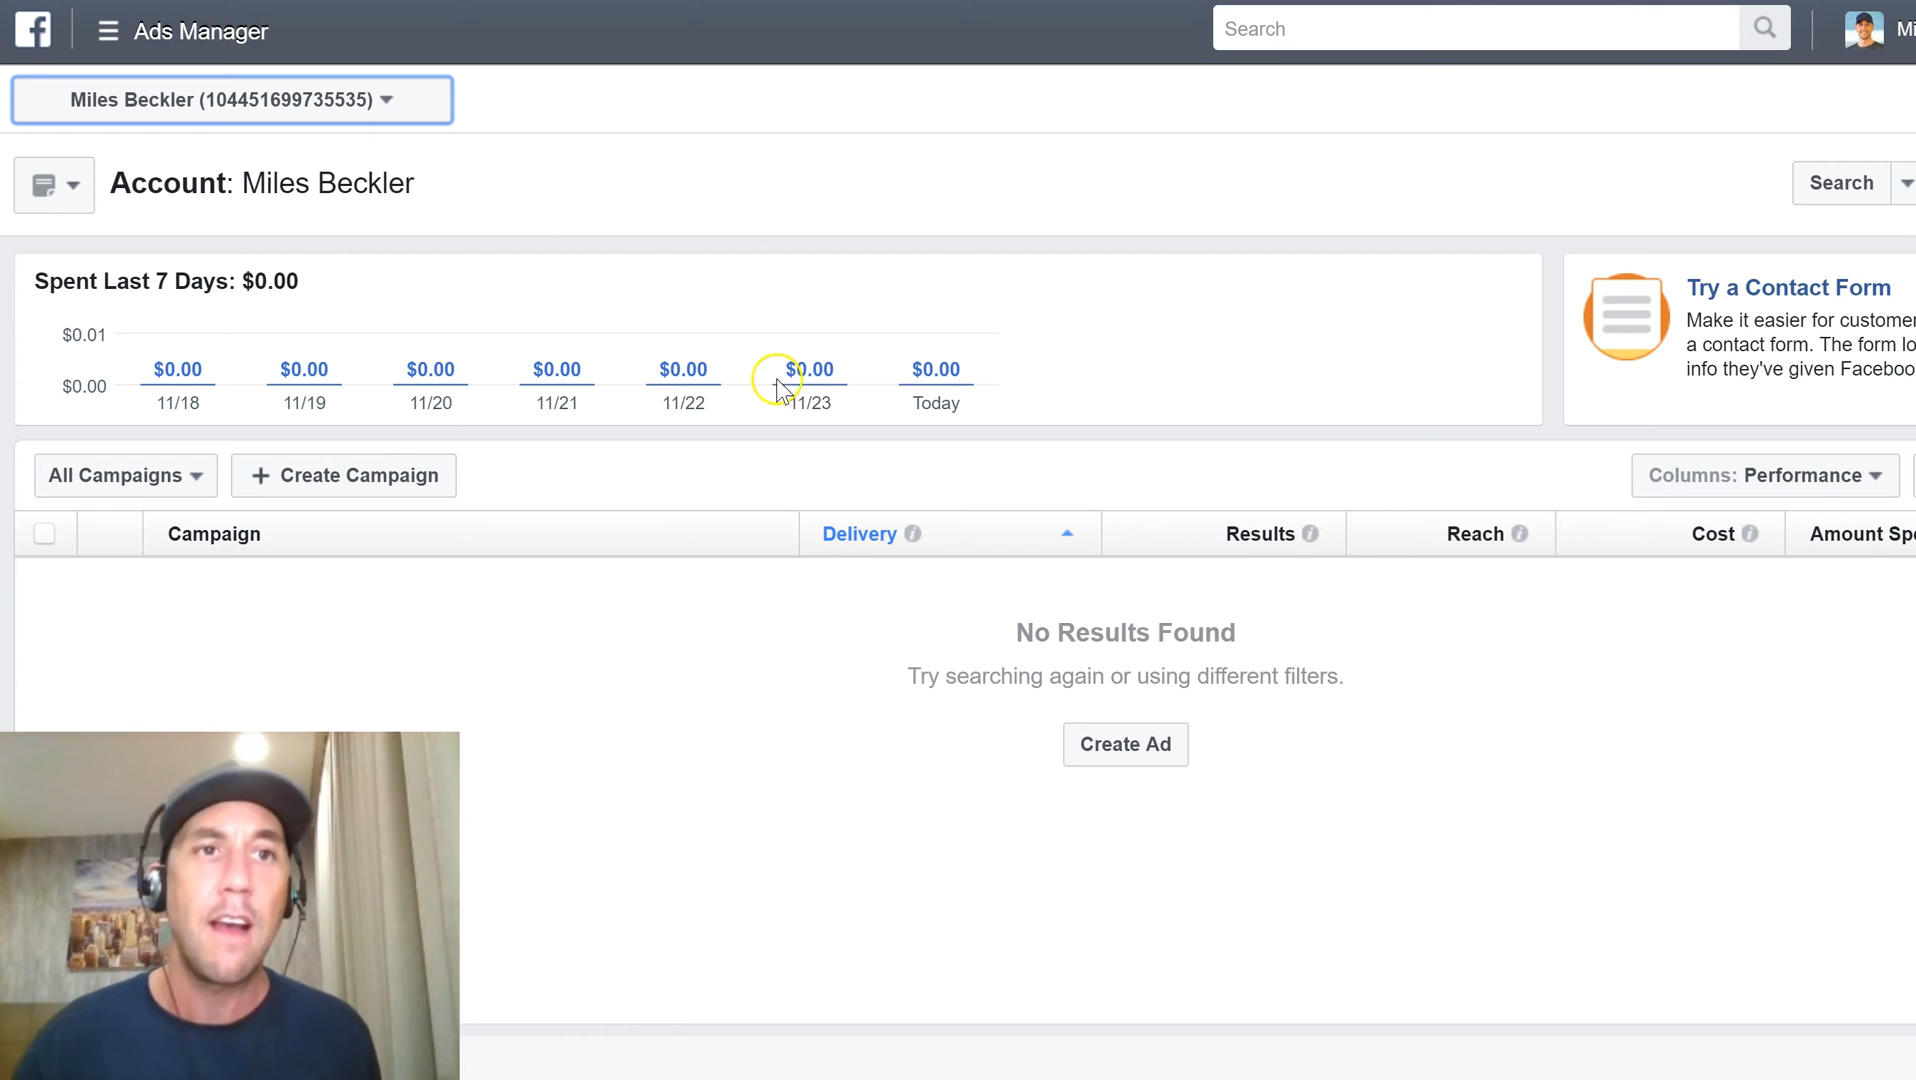 Ads Manager
Search
Mi
Miles Beckler (104451699735535)
Account: Miles Beckler
Search
Spent Last 7 Days: $0.00
$0.01
$0.00
$0.00 $0.00 $0.00 $0.00 $0.00 $0.00 $0.00
11/18 11/19 11/20 11/21 11/22 11/23 Today
Try a Contact Form
Make it easier for customer
a contact form. The form lo
info they've given Faceboo
All Campaigns
+ Create Campaign
Columns: Performance
Campaign Delivery Results Reach Cost Amount Spe
No Results Found
Try searching again or using different filters.
Create Ad